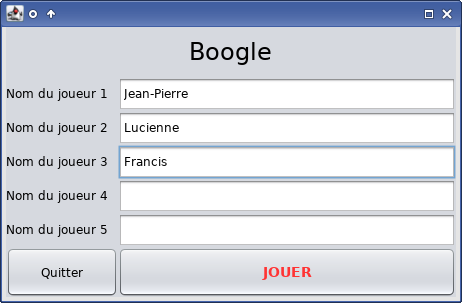 Boogle
Nom du joueur 1 Jean-Pierre
Nom du joueur 2 Lucienne
Nom du joueur 3 Francis
Nom du joueur 4
Nom du joueur 5
Quitter JOUER